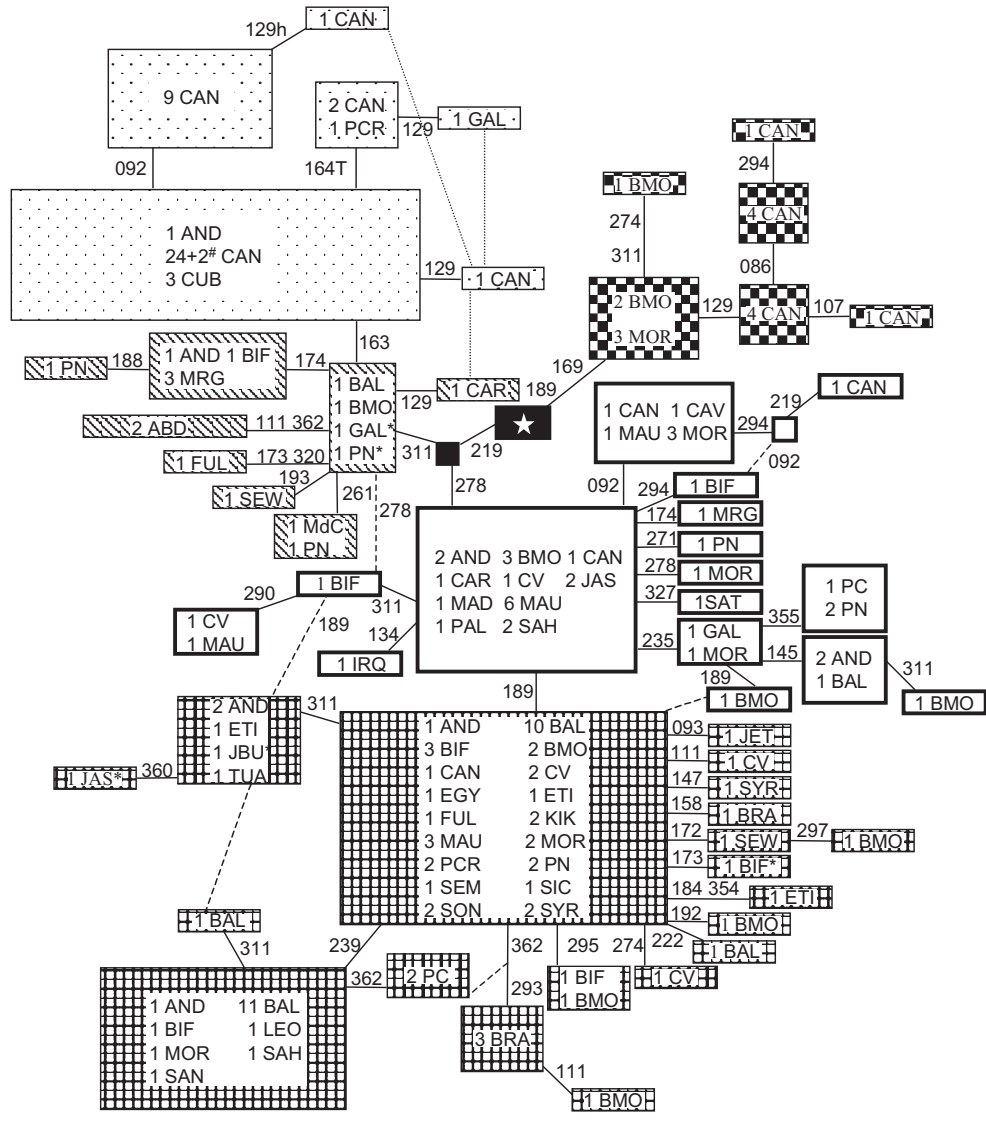 1 CAN
129h
9 CAN
2 CAN
1 PCR
129
1 GAL
092
164T
1 AND
24+2# CAN
3 CUB
129
1 CAN
163
1 CAN
294
4 CAN
086
4 CAN
107
1 CAN
1 BMO
274
311
2 BMO
3 MOR
129
169
189
219
311
278
1 PN
188
1 AND 1 BIF
3 MRG
174
1 BAL
1 BMO
1 GAL*
1 PN*
129
1 CAR
2 ABD
111 362
1 FUL
173 320
193
1 SEW
261
1 MdC
1 PN
278
1 CAN 1 CAV
1 MAU 3 MOR
294
219
1 CAN
092
092
294
1 BIF
174
1 MRG
271
1 PN
278
1 MOR
327
1SAT
235
1 GAL
1 MOR
355
1 PC
2 PN
145
2 AND
1 BAL
311
1 BMO
189
1 BMO
2 AND 3 BMO 1 CAN
1 CAR 1 CV 2 JAS
1 MAD 6 MAU
1 PAL 2 SAH
1 BIF
311
290
1 CV
1 MAU
189
134
1 IRQ
189
2 AND
1 ETI
1 JBU*
1 TUA
311
360
1 JAS*
1 AND 10 BAL
3 BIF 2 BMO
1 CAN 2 CV
1 EGY 1 ETI
1 FUL 2 KIK
3 MAU 2 MOR
2 PCR 2 PN
1 SEM 1 SIC
2 SON 2 SYR
093
1 JET
111
1 CV
147
1 SYR
158
1 BRA
172
1 SEW
297
1 BMO
173
1 BIF*
184 354
1 ETI
192
1 BMO
222
1 BAL
274
1 CV
295
1 BIF
1 BMO
362
293
3 BRA
111
1 BMO
239
1 BAL
311
362
2 PC
1 AND 11 BAL
1 BIF 1 LEO
1 MOR 1 SAH
1 SAN